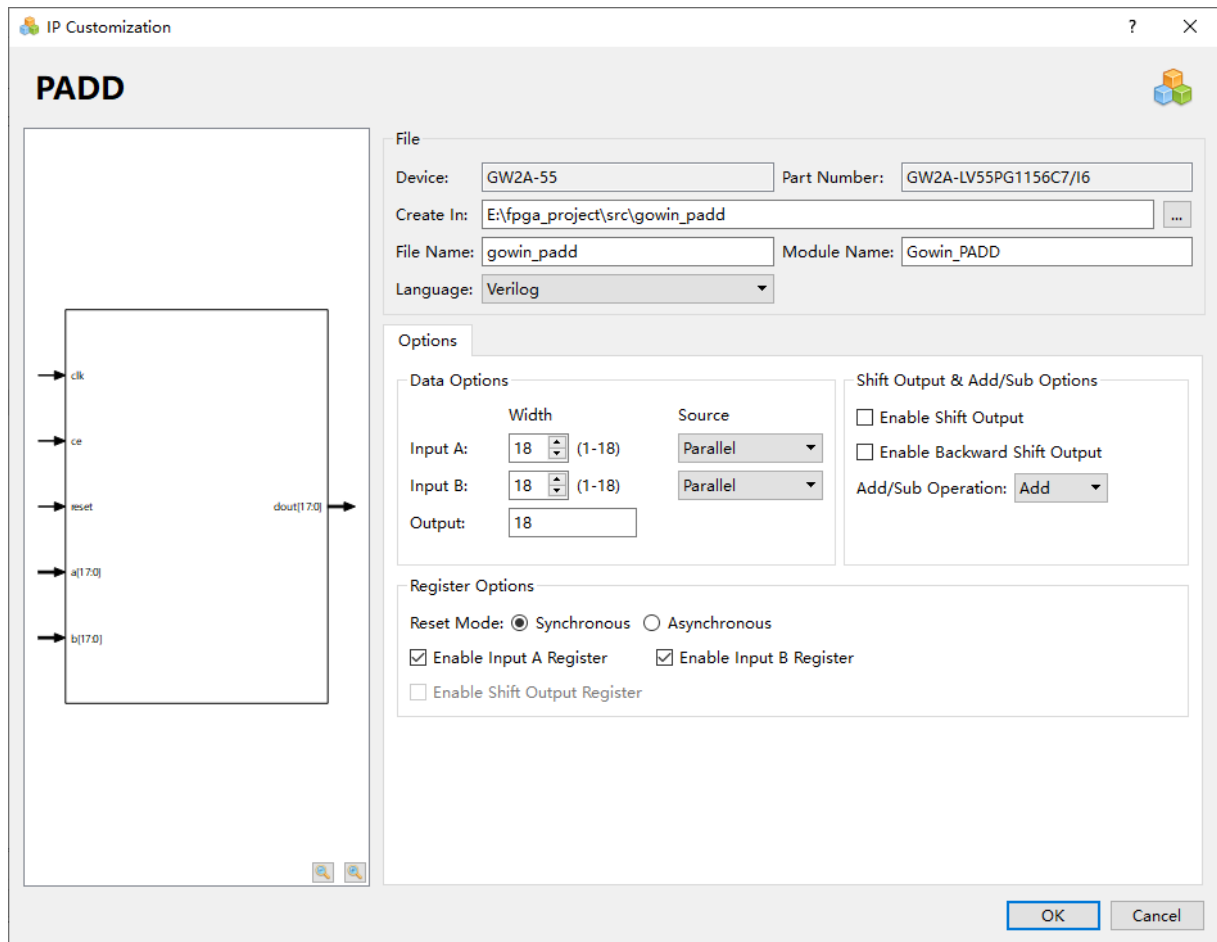 IP Customization
?
PADD
clk
ce
reset
dout[17:0]
a[17:0]
b[17:0]
File
Device: GW2A-55 Part Number: GW2A-LV55PG1156C7/I6
Create In: E:\fpga_project\src\gowin_padd ...
File Name: gowin_padd Module Name: Gowin_PADD
Language: Verilog
Options
Data Options
Width Source
Input A: 18 (1-18) Parallel
Input B: 18 (1-18) Parallel
Output: 18
Shift Output & Add/Sub Options
Enable Shift Output
Enable Backward Shift Output
Add/Sub Operation: Add
Register Options
Reset Mode: Synchronous Asynchronous
Enable Input A Register Enable Input B Register
Enable Shift Output Register
OK Cancel